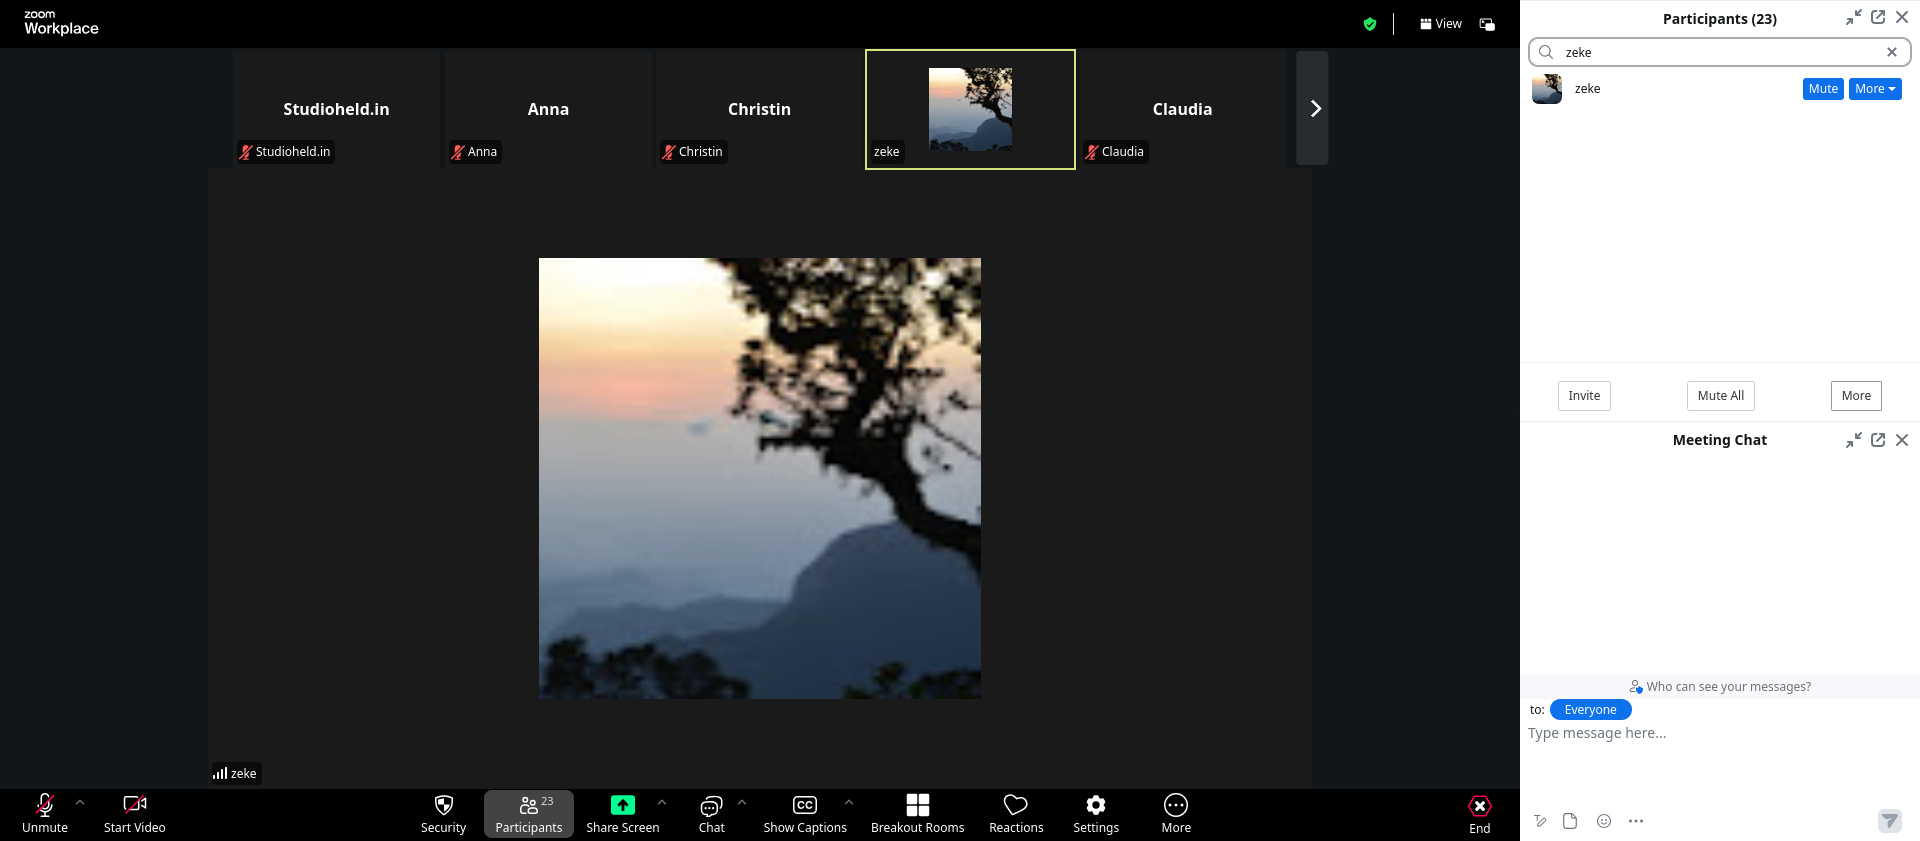 zoom
Workplace
View
Studioheld.in
Anna
Christin
Claudia
Studioheld.in
Anna
Christin
zeke
Claudia
zeke
Unmute
Start Video
Security
23
Participants
Share Screen
Chat
CC
Show Captions
Breakout Rooms
Reactions
Settings
More
End
Participants (23)
zeke
zeke
Mute
More
Invite
Mute All
More
Meeting Chat
Who can see your messages?
to: Everyone
Type message here...